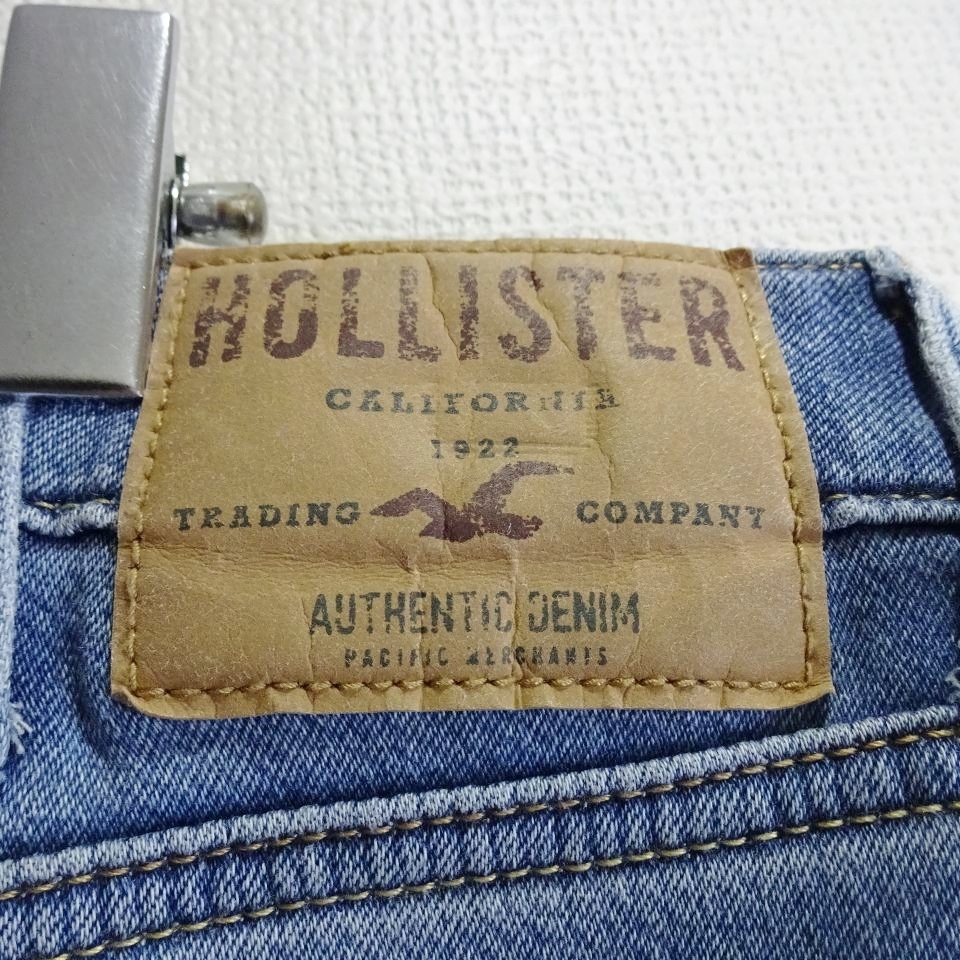 HOLLISTER
CALIFORNIA
1922
TRADING COMPANY
AUTHENTIC DENIM
PACIFIC MERCHANTS